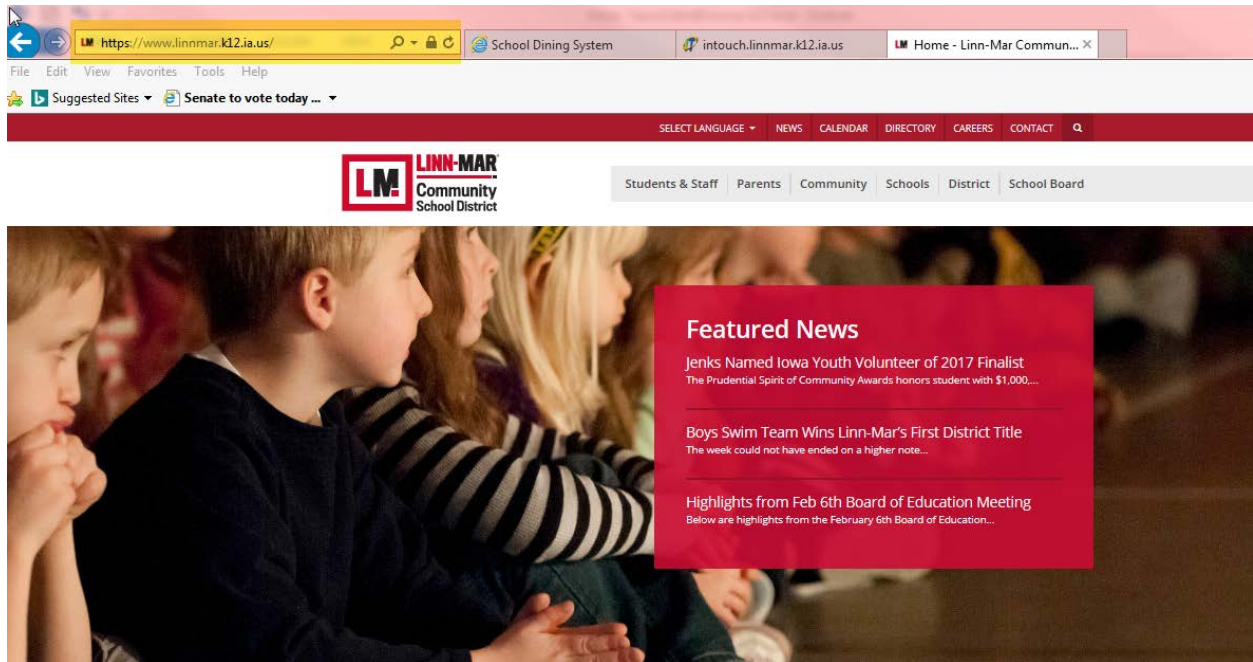 LM https://www.linnmar.k12.ia.us/
School Dining System
intouch.linnmar.k12.ia.us
LM Home - Linn-Mar Commun...
File Edit View Favorites Tools Help
Suggested Sites Senate to vote today ...
SELECT LANGUAGE NEWS CALENDAR DIRECTORY CAREERS CONTACT
LM
LINN-MAR
Community
School District
Students & Staff Parents Community Schools District School Board
Featured News
Jenks Named Iowa Youth Volunteer of 2017 Finalist
The Prudential Spirit of Community Awards honors student with $1,000,...
Boys Swim Team Wins Linn-Mar’s First District Title
The week could not have ended on a higher note...
Highlights from Feb 6th Board of Education Meeting
Below are highlights from the February 6th Board of Education...